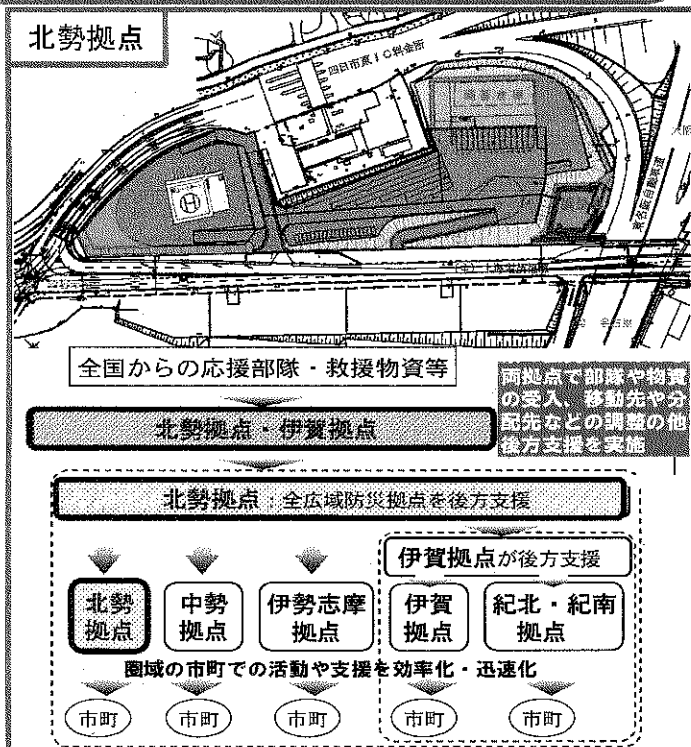 北勢拠点
四日市東IC料金所
東名阪自動車道
全国からの応援部隊・救援物資等
両拠点で部隊や物資
の受入、移動先や分
配先などの調整の他
後方支援を実施
北勢拠点・伊賀拠点
北勢拠点：全広域防災拠点を後方支援
伊賀拠点が後方支援
北勢
拠点
中勢
拠点
伊勢志摩
拠点
伊賀
拠点
紀北・紀南
拠点
圏域の市町での活動や支援を効率化・迅速化
市町
市町
市町
市町
市町